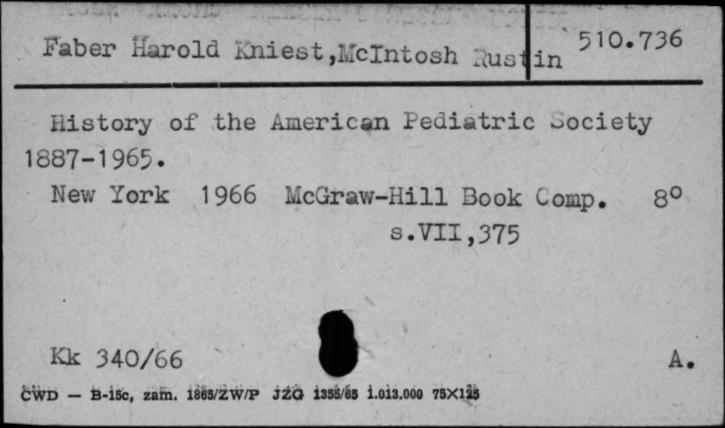 Faber Harold Kniest,McIntosh Rustin
510.736
History of the American Pediatric Society
1887-1965.
New York 1966 McGraw-Hill Book Comp. 8°
s.VII,375
Kk 340/66 A.
CWD — B-15c, zam. 1865/ZW/P JZG 1355/65 1.013.000 75X125